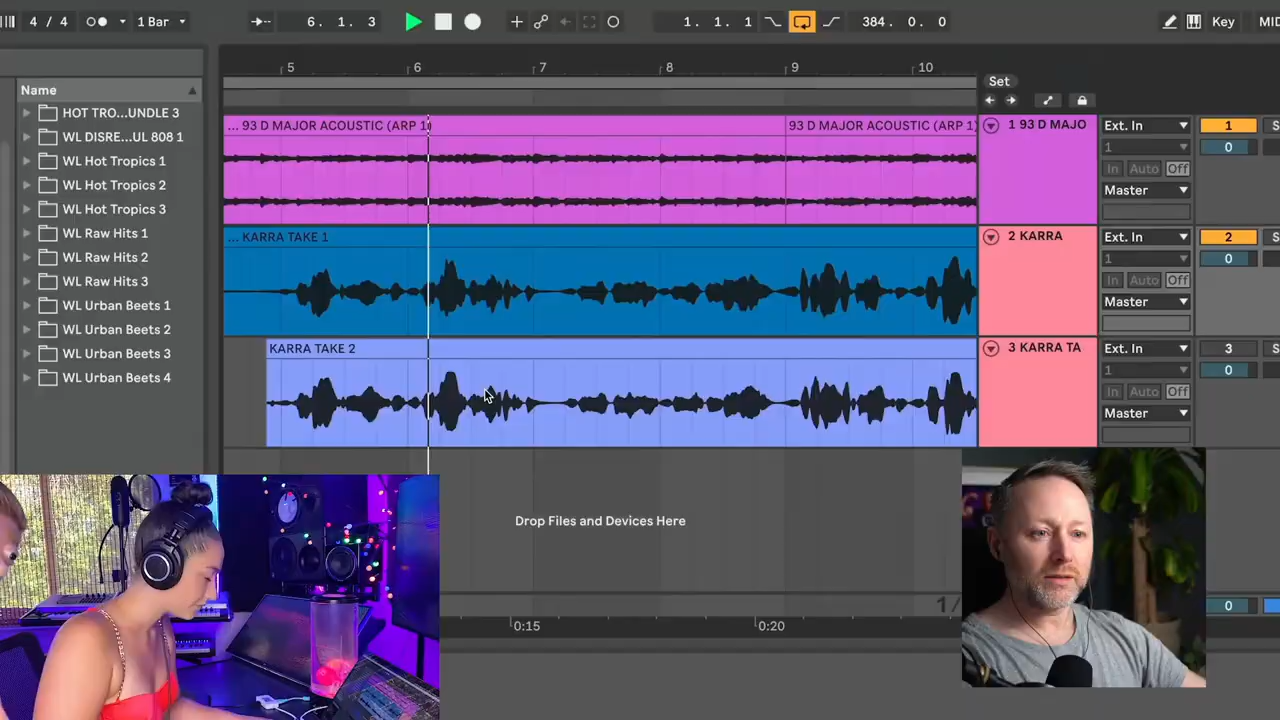 4 / 4
1 Bar
6. 1. 3
1. 1. 1
384. 0. 0
Key
MID
Name
HOT TRO...UNDLE 3
WL DISRE...UL 808 1
WL Hot Tropics 1
WL Hot Tropics 2
WL Hot Tropics 3
WL Raw Hits 1
WL Raw Hits 2
WL Raw Hits 3
WL Urban Beets 1
WL Urban Beets 2
WL Urban Beets 3
WL Urban Beets 4
5 6 7 8 9 10
Set
... 93 D MAJOR ACOUSTIC (ARP 1)
93 D MAJOR ACOUSTIC (ARP 1)
1 93 D MAJO
Ext. In
1
S
1
0
In Auto Off
Master
... KARRA TAKE 1
2 KARRA
Ext. In
2
S
1
0
In Auto Off
Master
KARRA TAKE 2
3 KARRA TA
Ext. In
3
S
1
0
In Auto Off
Master
Drop Files and Devices Here
1/
0
0:15
0:20